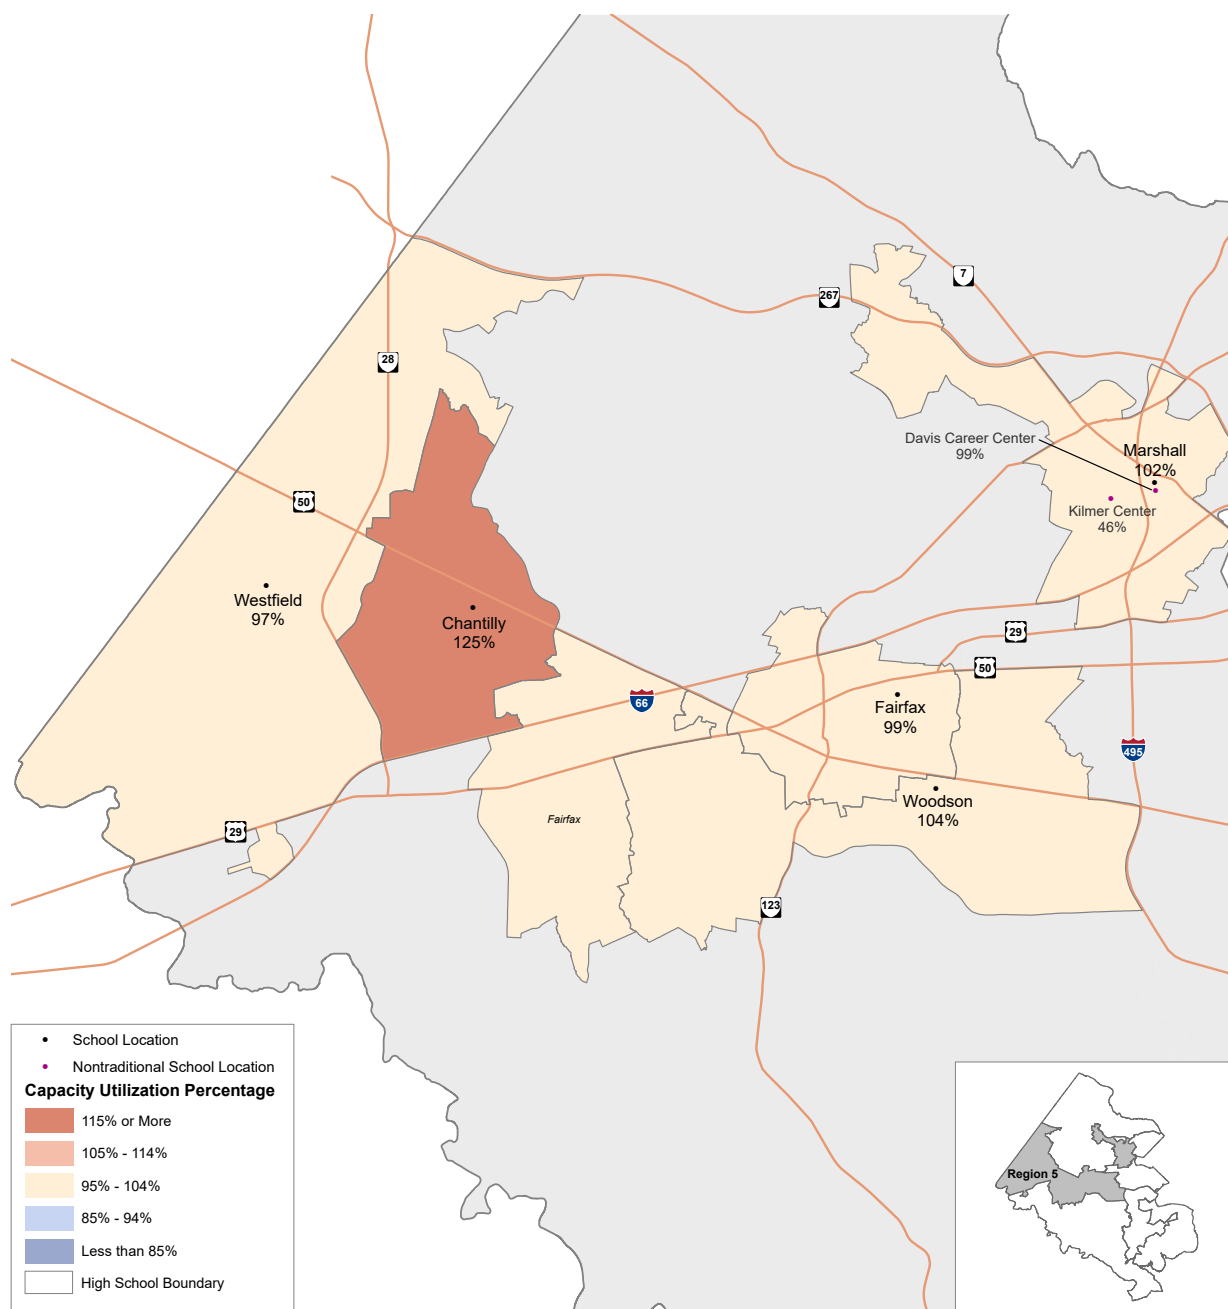 7
267
28
Davis Career Center
99%
Marshall
102%
50
Kilmer Center
46%
Westfield
97%
Chantilly
125%
29
50
66
Fairfax
99%
495
Woodson
104%
Fairfax
29
123
School Location
Nontraditional School Location
Capacity Utilization Percentage
115% or More
105% - 114%
95% - 104%
85% - 94%
Less than 85%
High School Boundary
Region 5